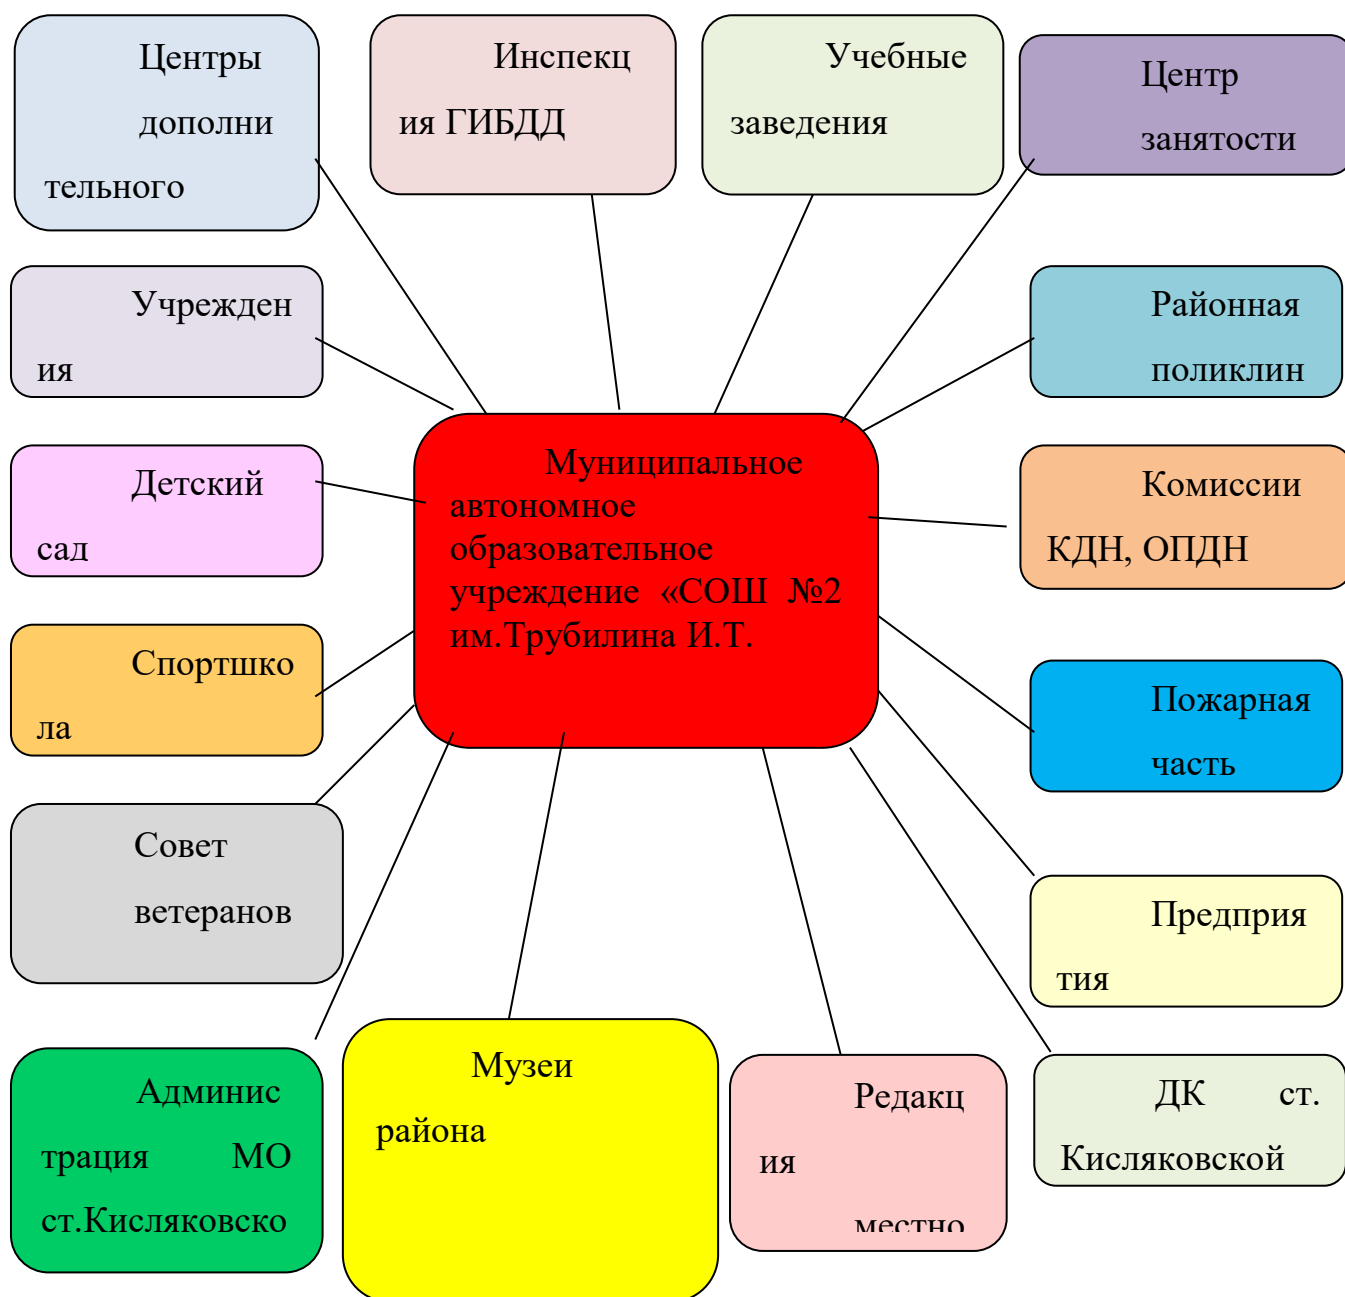 Центры
дополни
тельного
Инспекц
ия ГИБДД
Учебные
заведения
Центр
занятости
Учрежден
ия
Районная
поликлин
Детский
сад
Муниципальное
автономное
образовательное
учреждение «СОШ №2
им.Трубилина И.Т.
Комиссии
КДН, ОПДН
Спортшко
ла
Пожарная
часть
Совет
ветеранов
Предприя
тия
Админис
трация МО
ст.Кисляковско
Музеи
района
Редакц
ия
местно
ДК ст.
Кисляковской